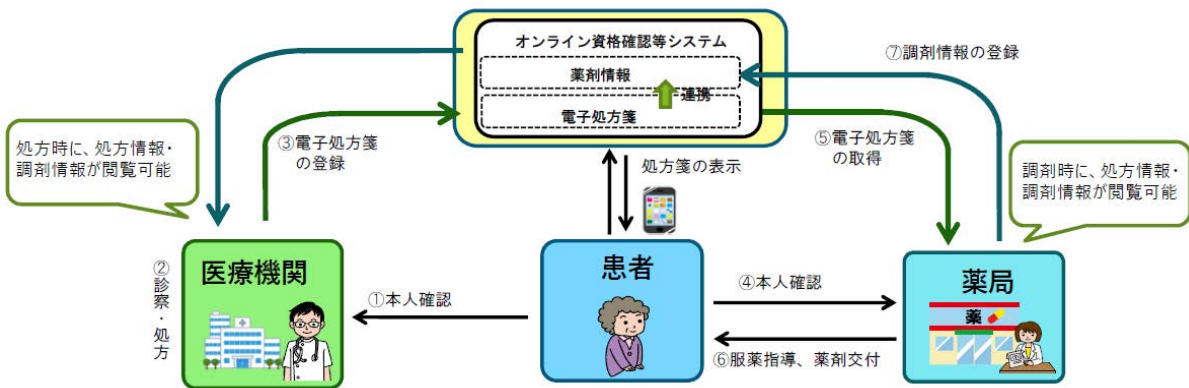 オンライン資格確認等システム
薬剤情報
連携
電子処方箋
⑦調剤情報の登録
処方時に、処方情報・
調剤情報が閲覧可能
③電子処方箋
の登録
処方箋の表示
⑤電子処方箋
の取得
調剤時に、処方情報・
調剤情報が閲覧可能
②診察・処方
医療機関
①本人確認
患者
④本人確認
⑥服薬指導、薬剤交付
薬局
薬